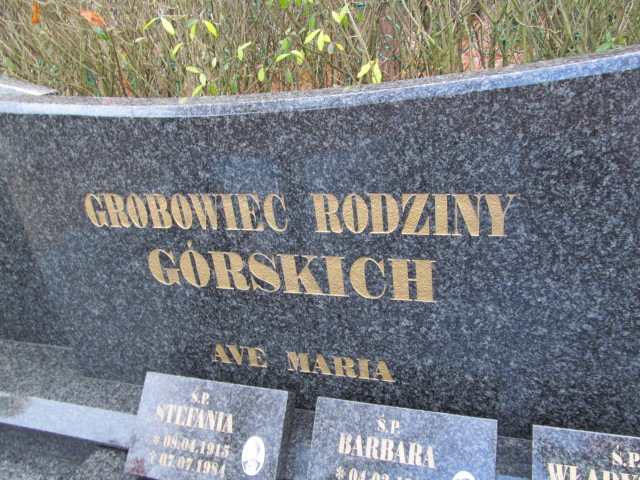 GROBOWIEC RODZINY
GÓRSKICH
AVE MARIA
Ś.P.
STEFANIA
* 08.04.1915
✝ 07.07.1984
Ś.P.
BARBARA
Ś.P.